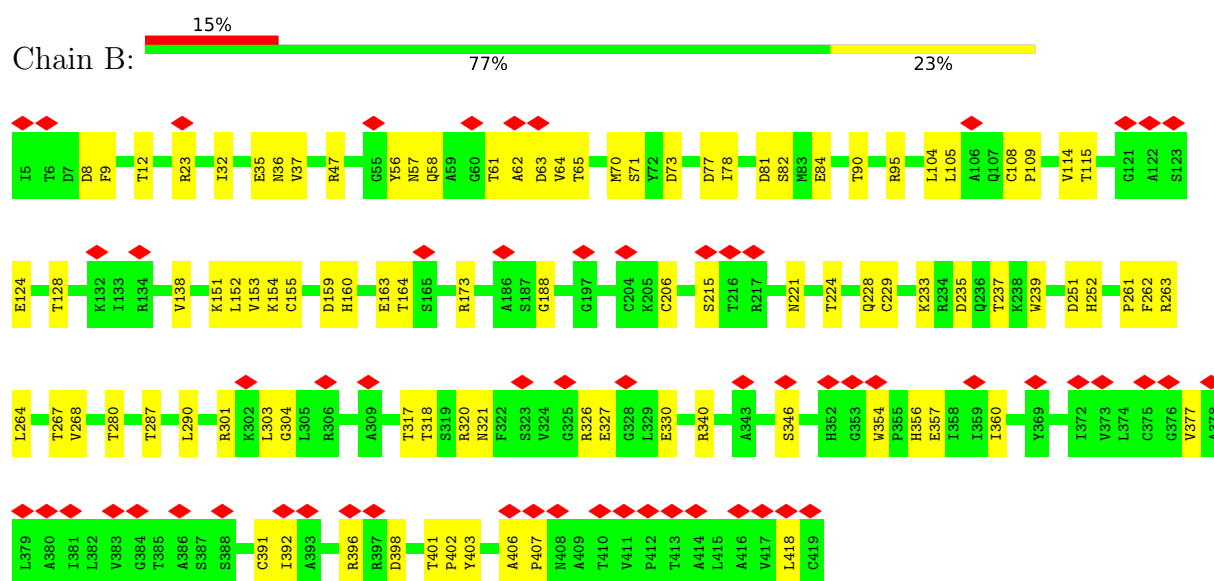 15%
Chain B:
77% 23%
I5 T6 D7 D8 F9 T12 R23 I32 E35 N36 V37 R47 G55 Y56 N57 Q58 A59 G60 T61 A62 D63 V64 T65 M70 S71 Y72 D73 D77 I78 D81 S82 M83 E84 T90 R95 L104 L105 A106 Q107 C108 P109 V114 T115 G121 A122 S123
E124 T128 K132 I133 R134 V138 K151 L152 V153 K154 C155 D159 H160 E163 T164 S165 R173 A186 S187 G188 G197 C204 K205 C206 S215 T216 R217 N221 T224 Q228 C229 K233 R234 D235 Q236 T237 K238 W239 D251 H252 P261 F262 R263
L264 T267 V268 T280 T287 L290 R301 K302 L303 G304 L305 R306 A309 T317 T318 S319 R320 N321 F322 S323 V324 G325 R326 E327 G328 L329 E330 R340 A343 S346 H352 G353 W354 P355 H356 E357 I358 I359 I360 Y369 I372 V373 L374 C375 G376 V377 A378
L379 A380 I381 L382 V383 G384 T385 A386 S387 S388 C391 I392 A393 R396 R397 D398 T401 P402 Y403 A406 P407 N408 A409 T410 V411 P412 T413 A414 L415 A416 V417 L418 C419